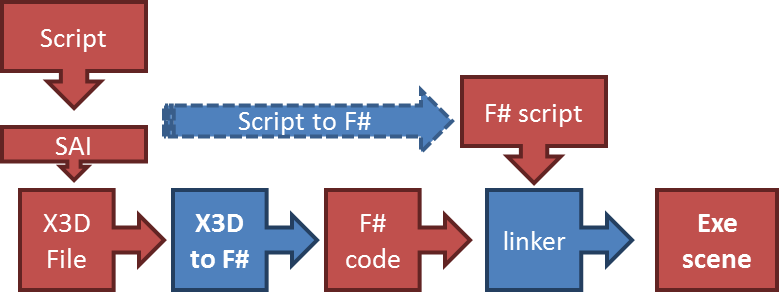 Script
Script to F#
F# script
SAI
X3D
File
X3D
to F#
F#
code
linker
Exe
scene